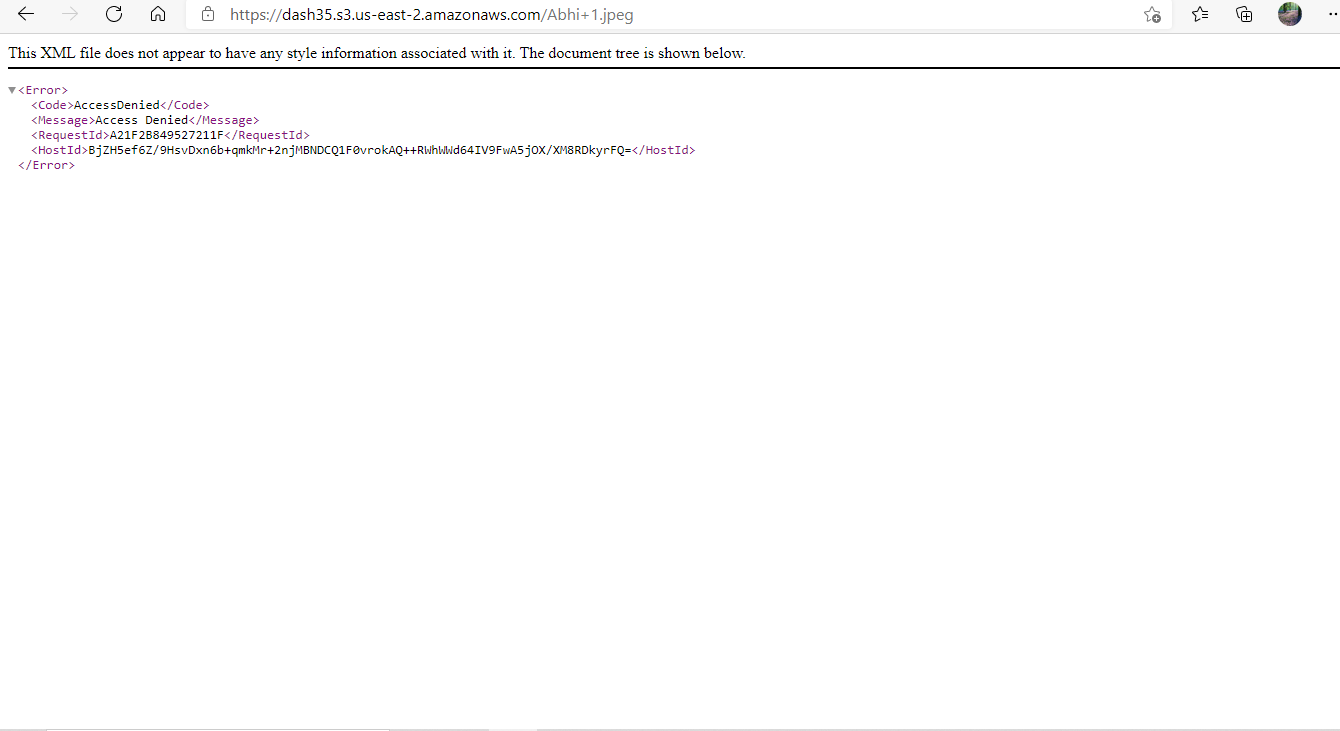 https://dash35.s3.us-east-2.amazonaws.com/Abhi+1.jpeg
This XML file does not appear to have any style information associated with it. The document tree is shown below.
<Error>
<Code>AccessDenied</Code>
<Message>Access Denied</Message>
<RequestId>A21F2B849527211F</RequestId>
<HostId>BjZH5ef6Z/9HsvDxn6b+qmkMr+2njMBNDCQ1F0vrokAQ++RWhWWd64IV9FwA5jOX/XM8RDkyrFQ=</HostId>
</Error>